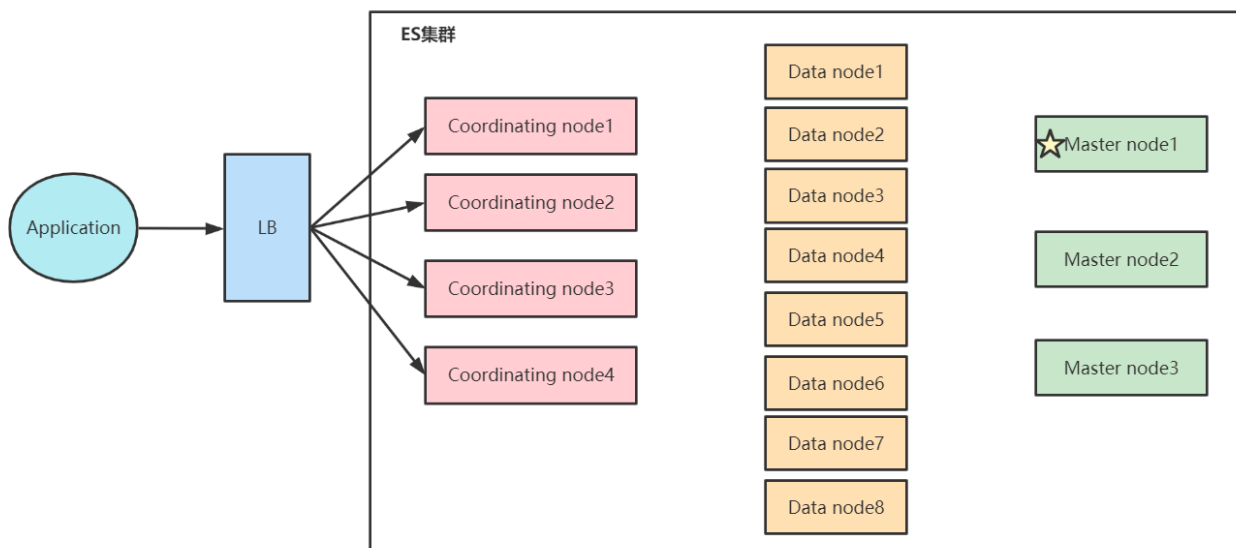 ES集群
Application
LB
Coordinating node1
Coordinating node2
Coordinating node3
Coordinating node4
Data node1
Data node2
Data node3
Data node4
Data node5
Data node6
Data node7
Data node8
Master node1
Master node2
Master node3